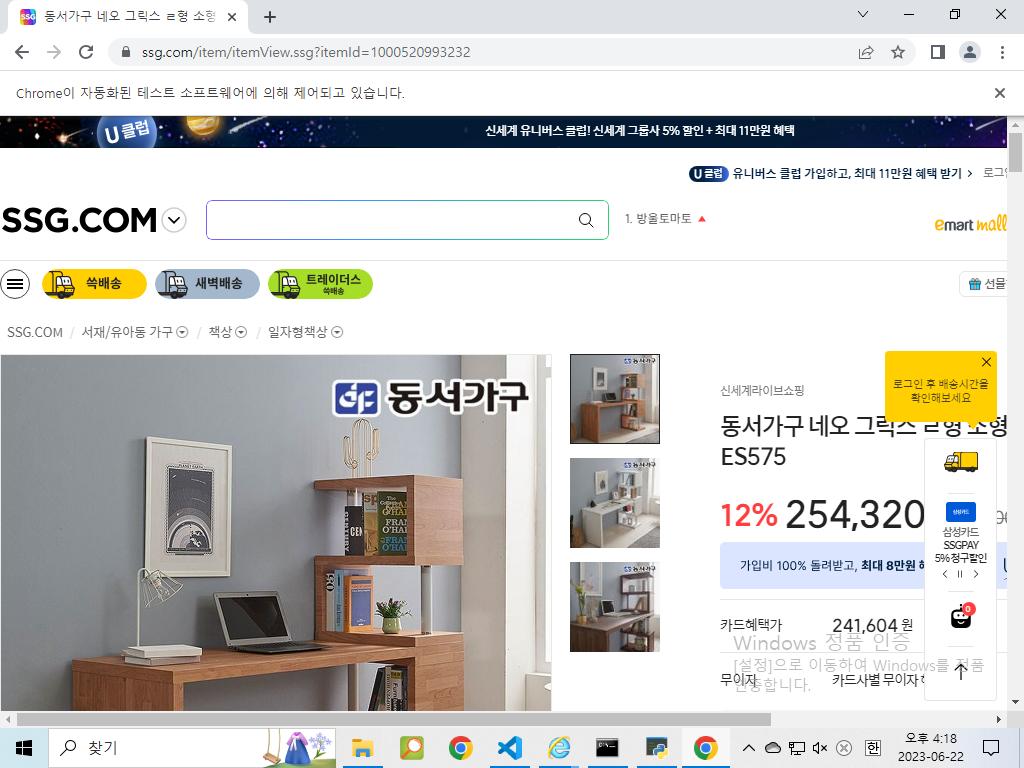 동서가구 네오 그릭스 ㄹ형 소형
ssg.com/item/itemView.ssg?itemId=1000520993232
Chrome이 자동화된 테스트 소프트웨어에 의해 제어되고 있습니다.
U 클럽
신세계 유니버스 클럽! 신세계 그룹사 5% 할인 + 최대 11만원 혜택
U 클럽 유니버스 클럽 가입하고, 최대 11만원 혜택 받기 >
로그인
SSG.COM
1. 방울토마토
emart mall
쓱배송
새벽배송
트레이더스
쓱배송
선물
SSG.COM / 서재/유아동 가구 / 책상 / 일자형책상
동서가구
PLANET EARTH
CENTURY
신세계라이브쇼핑
로그인 후 배송시간을
확인해보세요
동서가구 네오 그릭스 ㄹ형 소형
ES575
12% 254,320
가입비 100% 돌려받고, 최대 8만원
카드혜택가 241,604 원
무이자 카드사별 무이자
삼성카드
삼성카드
SSGPAY
5% 청구할인
0
Windows 정품 인증
[설정]으로 이동하여 Windows를 정품
인증합니다.
찾기
한
오후 4:18
2023-06-22